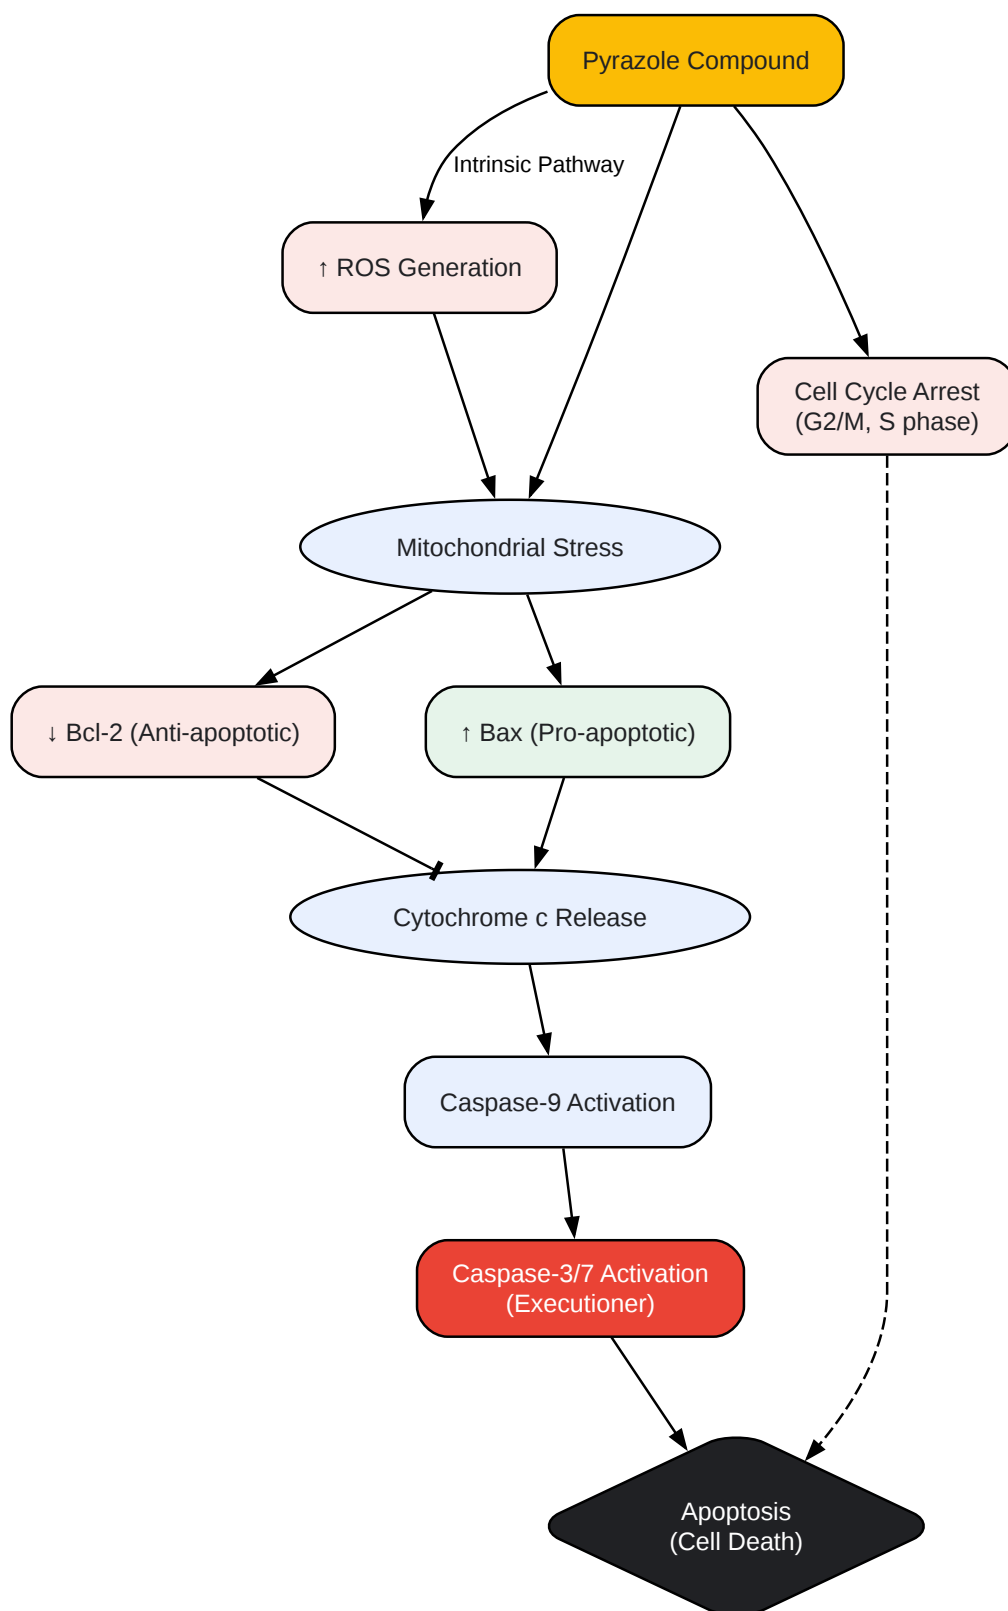 Pyrazole Compound
Intrinsic Pathway
↑ ROS Generation
Cell Cycle Arrest
(G2/M, S phase)
Mitochondrial Stress
↓ Bcl-2 (Anti-apoptotic)
↑ Bax (Pro-apoptotic)
Cytochrome c Release
Caspase-9 Activation
Caspase-3/7 Activation
(Executioner)
Apoptosis
(Cell Death)